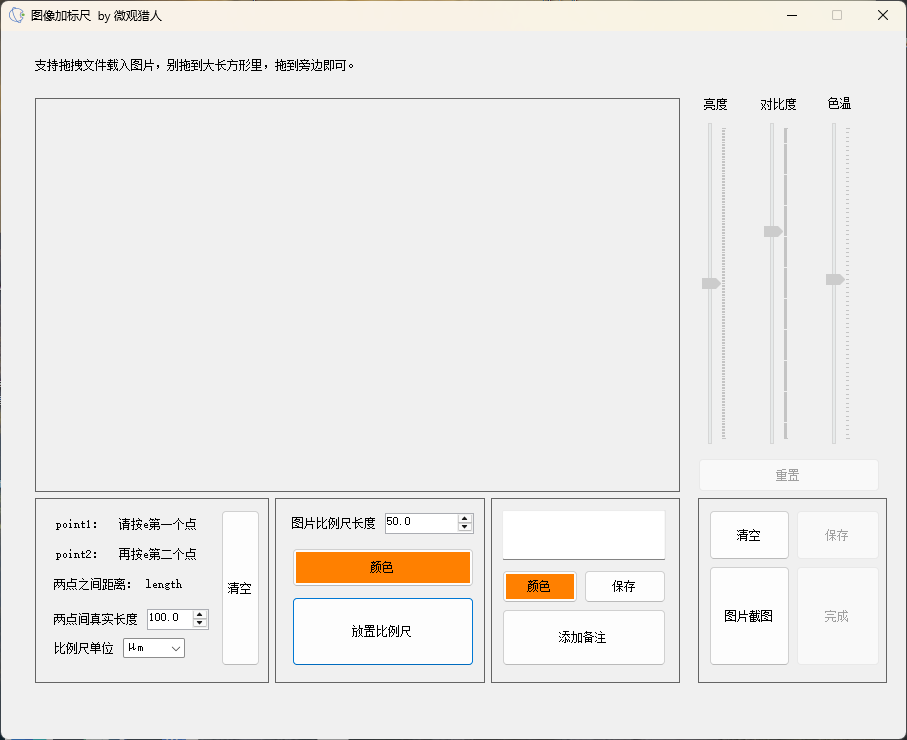 图像加标尺 by 微观猎人
支持拖拽文件载入图片，别拖到大长方形里，拖到旁边即可。
亮度 对比度 色温
重置
point1: 请按e第一个点
point2: 再按e第二个点
两点之间距离: length
两点间真实长度 100.0
比例尺单位 μm
清空
图片比例尺长度 50.0
颜色
放置比例尺
颜色 保存
添加备注
清空 保存
图片截图 完成